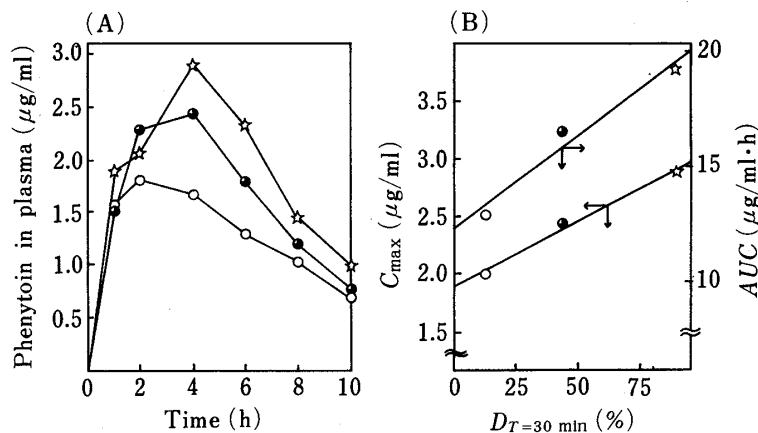 (A)
Phenytoin in plasma (μg/ml)
3.0
2.5
2.0
1.5
1.0
0.5
0 2 4 6 8 10
Time (h)
(B)
C_max (μg/ml)
3.5
3.0
2.5
2.0
1.5
20
15
10
AUC (μg/ml·h)
0 25 50 75
D_T=30 min (%)